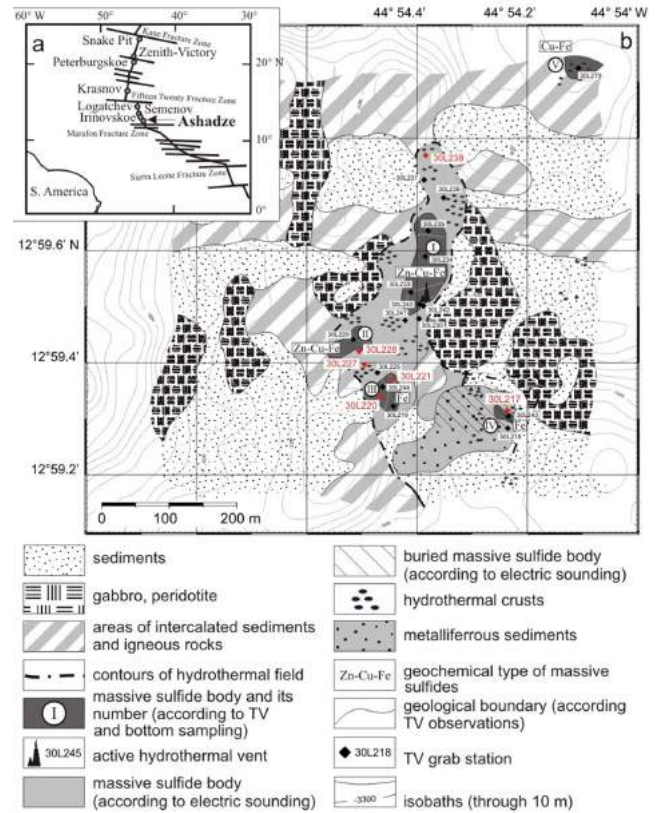 60° W 50° 40° 30°
a
Kane Fracture Zone
Snake Pit
Zenith-Victory
Peterburgskoe
20° N
Krasnov
Fifteen Twenty Fracture Zone
Logatchev
Semenov
Irinovskoe
Ashadze
Marafon Fracture Zone
10°
S. America
Sierra Leone Fracture Zone
0°
44° 54.4' 44° 54.2' 44° 54' W
b
Cu-Fe
V
30L238
12°59.6' N
I
Zn-Cu-Fe
II
Zn-Cu-Fe
30L228
12°59.4'
30L227
30L221
III
Fe
30L220
30L217
Fe
IV
30L218
12°59.2'
0 50 100 200 m
sediments
gabbro, peridotite
areas of intercalated sediments
and igneous rocks
contours of hydrothermal field
I
massive sulfide body and its
number (according to TV
and bottom sampling)
30L245
active hydrothermal vent
massive sulfide body
(according to electric sounding)
buried massive sulfide body
(according to electric sounding)
hydrothermal crusts
metalliferrous sediments
Zn-Cu-Fe
geochemical type of massive
sulfides
geological boundary (according
TV observations)
30L218
TV grab station
-3300
isobaths (through 10 m)